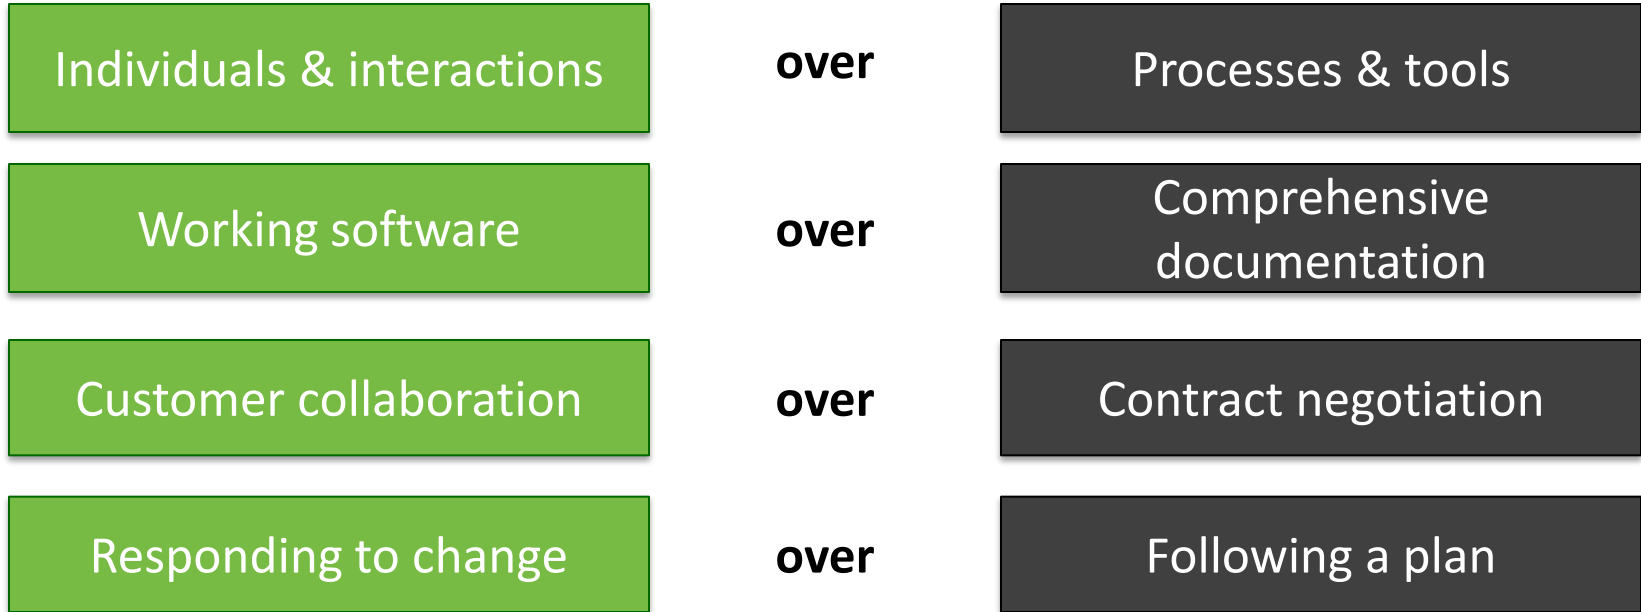 Individuals & interactions over Processes & tools
Working software over Comprehensive
documentation
Customer collaboration over Contract negotiation
Responding to change over Following a plan